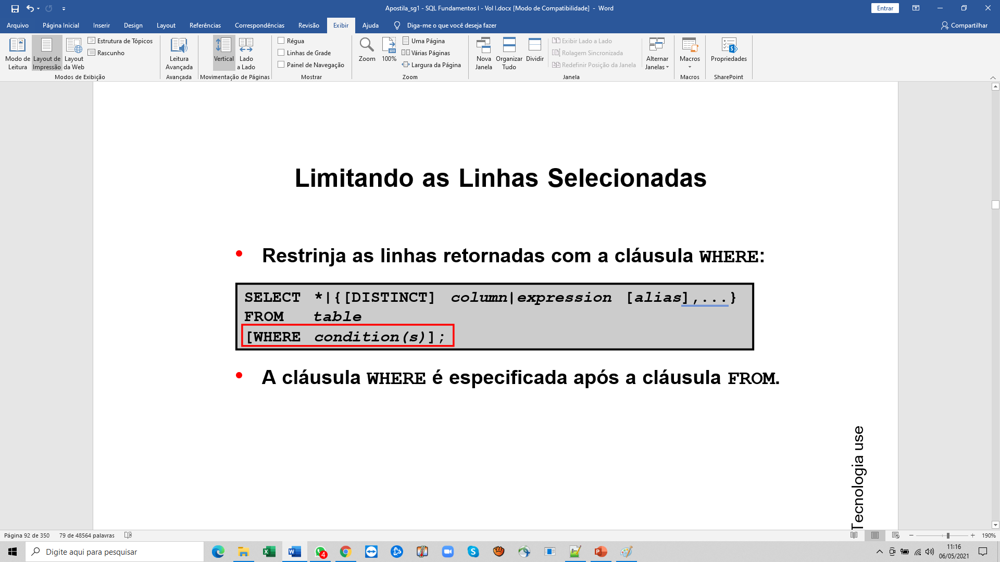 Apostila_sg1 - SQL Fundamentos I - Vol I.docx [Modo de Compatibilidade] - Word
Entrar
Arquivo Página Inicial Inserir Design Layout Referências Correspondências Revisão Exibir Ajuda Diga-me o que você deseja fazer Compartilhar
Modo de Leitura
Layout de Impressão
Layout da Web
Estrutura de Tópicos
Rascunho
Modos de Exibição
Leitura Avançada
Avançada
Vertical
Lado a Lado
Movimentação de Páginas
Régua
Linhas de Grade
Painel de Navegação
Mostrar
Zoom
100%
Uma Página
Várias Páginas
Largura da Página
Zoom
Nova Janela
Organizar Tudo
Dividir
Exibir Lado a Lado
Rolagem Sincronizada
Redefinir Posição da Janela
Janela
Alternar Janelas
Macros
Macros
Propriedades
SharePoint
Limitando as Linhas Selecionadas
• Restrinja as linhas retornadas com a cláusula WHERE:
SELECT *|{[DISTINCT] column|expression [alias],...}
FROM table
[WHERE condition(s)];
• A cláusula WHERE é especificada após a cláusula FROM.
Tecnologia use
Página 92 de 350 79 de 48564 palavras
190%
Digite aqui para pesquisar
4
11:16
06/05/2021